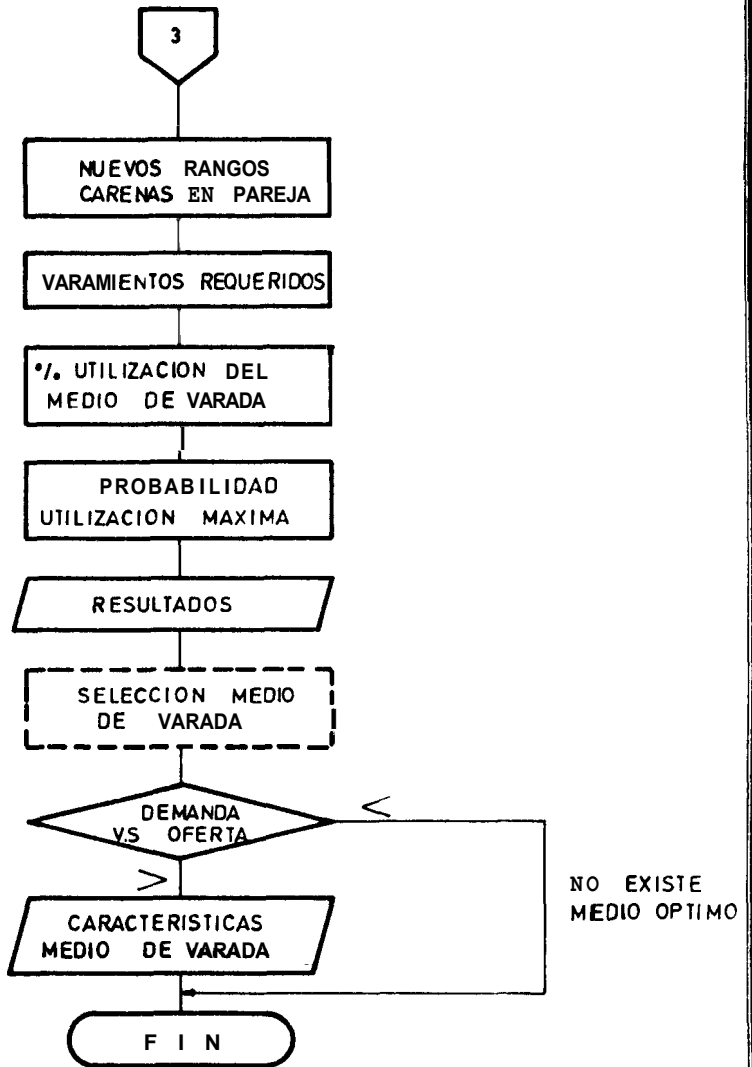 3
NUEVOS RANGOS
CARENAS EN PAREJA
VARAMIENTOS REQUERIDOS
% UTILIZACION DEL
MEDIO DE VARADA
PROBABILIDAD
UTILIZACION MAXIMA
RESULTADOS
SELECCION MEDIO
DE VARADA
DEMANDA
V.S OFERTA
<
>
NO EXISTE
MEDIO OPTIMO
CARACTERISTICAS
MEDIO DE VARADA
F I N